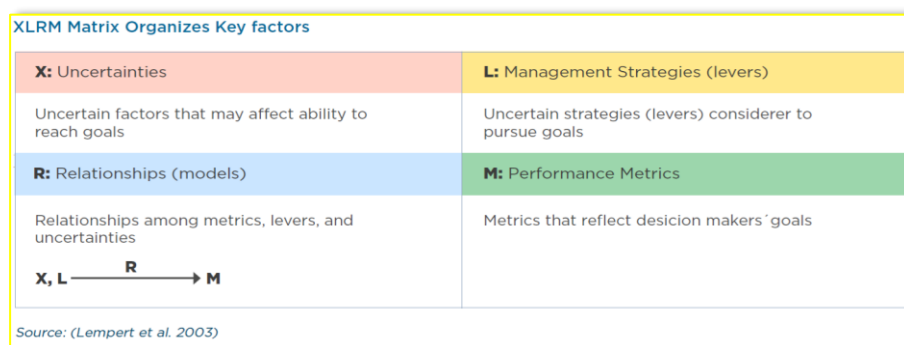 XLRM Matrix Organizes Key factors
X: Uncertainties
L: Management Strategies (levers)
Uncertain factors that may affect ability to
reach goals
Uncertain strategies (levers) considerer to
pursue goals
R: Relationships (models)
M: Performance Metrics
Relationships among metrics, levers, and
uncertainties
Metrics that reflect desicion makers´goals
R
X, L M
Source: (Lempert et al. 2003)